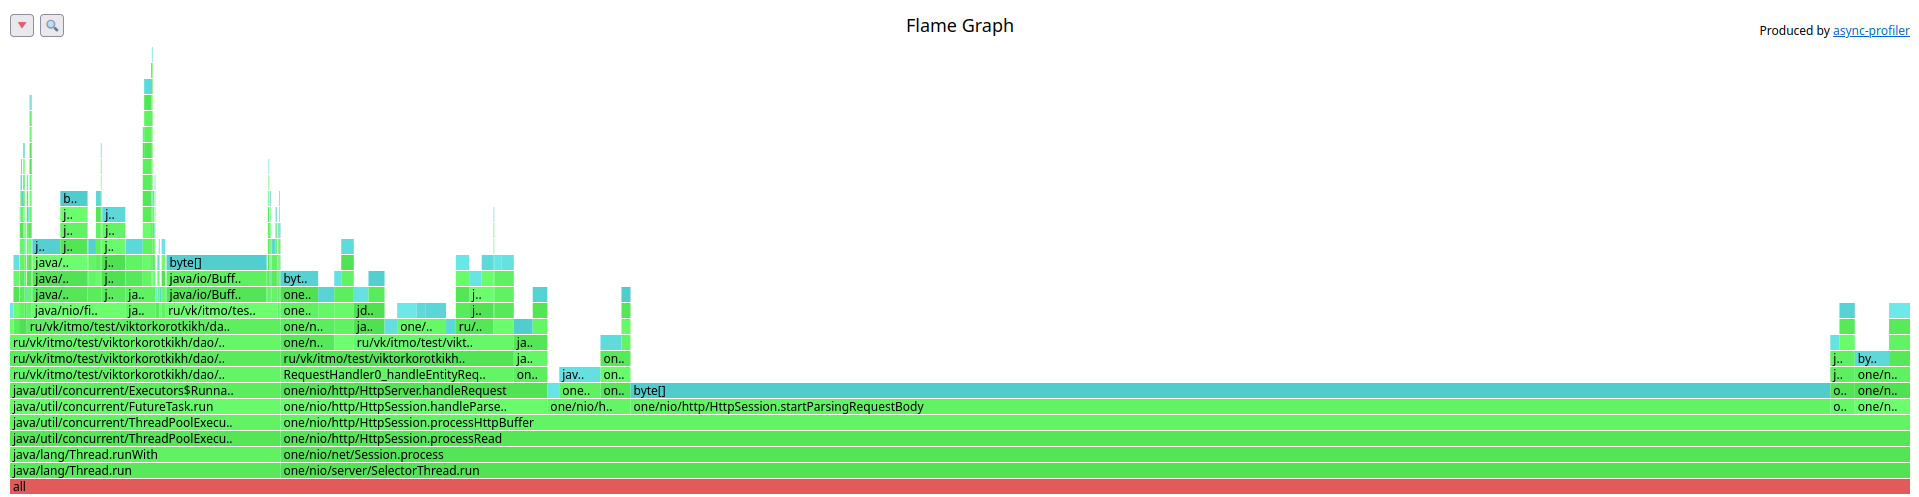 Flame Graph
Produced by async-profiler
b..
j.. j..
j.. j..
j.. j.. j..
java/.. j.. byte[]
java/.. j.. java/io/Buff.. byt..
java/.. j.. ja.. java/io/Buff.. one.. j..
java/nio/fi.. ja.. ru/vk/itmo/tes.. one.. jd.. j..
ru/vk/itmo/test/viktorkorotkikh/da.. one/n.. ja.. one/.. ru/..
ru/vk/itmo/test/viktorkorotkikh/dao/.. one/n.. ru/vk/itmo/test/vikt.. ja..
ru/vk/itmo/test/viktorkorotkikh/dao/.. ru/vk/itmo/test/viktorkorotkikh.. ja.. on.. j.. by..
ru/vk/itmo/test/viktorkorotkikh/dao/.. RequestHandler0_handleEntityReq.. on.. jav.. on.. j.. one/n..
java/util/concurrent/Executors$Runna.. one/nio/http/HttpServer.handleRequest one.. on.. byte[] o.. one/n..
java/util/concurrent/FutureTask.run one/nio/http/HttpSession.handleParse.. one/nio/h.. one/nio/http/HttpSession.startParsingRequestBody o.. one/n..
java/util/concurrent/ThreadPoolExecu.. one/nio/http/HttpSession.processHttpBuffer
java/util/concurrent/ThreadPoolExecu.. one/nio/http/HttpSession.processRead
java/lang/Thread.runWith one/nio/net/Session.process
java/lang/Thread.run one/nio/server/SelectorThread.run
all